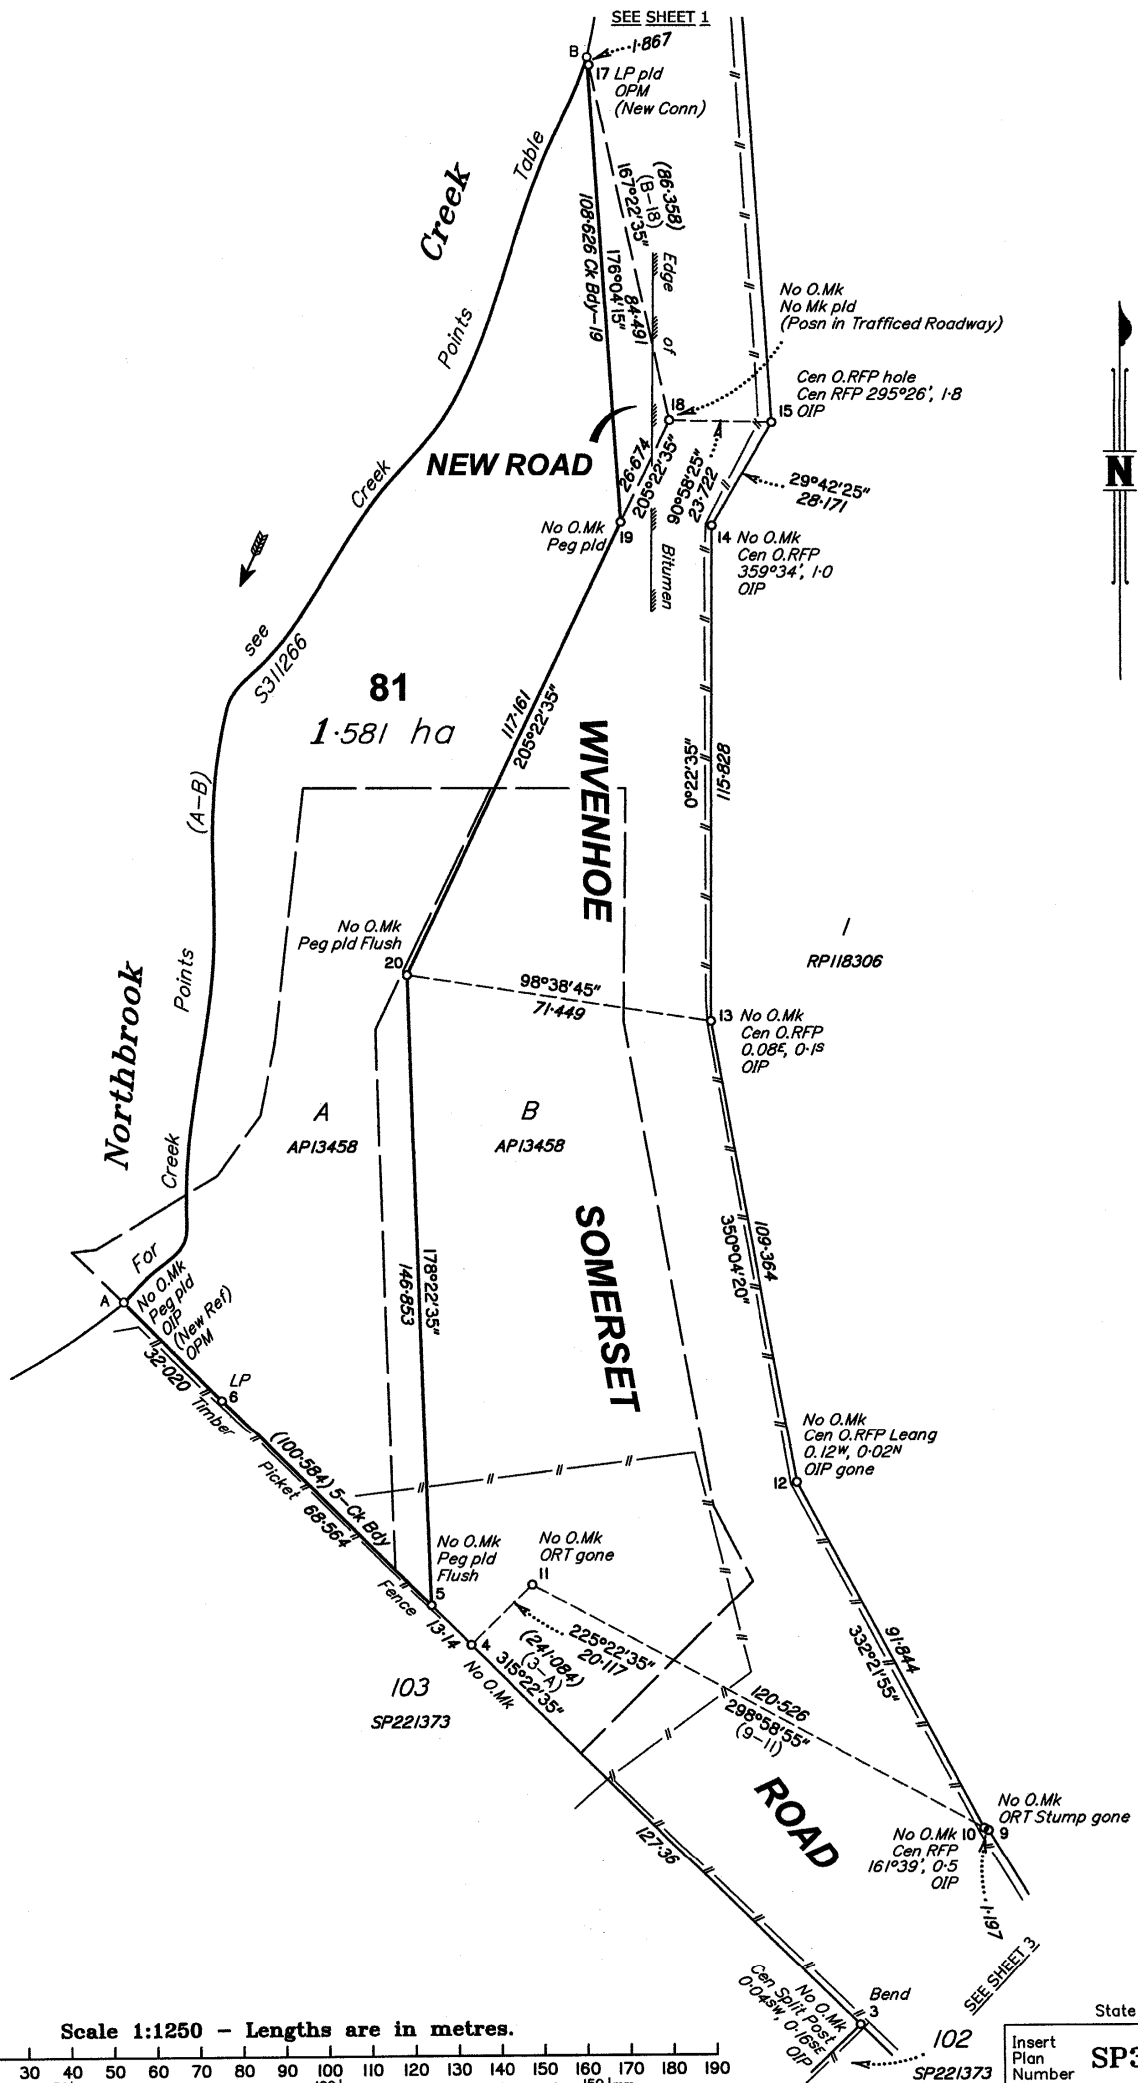 SEE SHEET 1
B
1·867
17 LP pld
OPM
(New Conn)
Table
Creek
(86·358)
(B-18)
167°22'35"
84·491
108·626 Ck Bdy-19
176°04'15"
Points
Edge
of
Bitumen
No O.Mk
No Mk pld
(Posn in Trafficed Roadway)
Cen O.RFP hole
Cen RFP 295°26', 1·8
OIP
15
18
NEW ROAD
26·674
205°22'35"
90°58'25"
23·722
29°42'25"
28·171
Creek
No O.Mk
Peg pld
19
14 No O.Mk
Cen O.RFP
359°34', 1·0
OIP
N
see
S311266
81
1·581 ha
117·161
205°22'35"
WIVENHOE
0°22'35"
115·828
(A-B)
No O.Mk
Peg pld Flush
20
1
RP118306
Northbrook
Points
98°38'45"
71·449
13 No O.Mk
Cen O.RFP
0.08E, 0·1S
OIP
A
AP13458
B
AP13458
Creek
For
SOMERSET
109·364
350°04'20"
178°22'35"
146·853
A
No O.Mk
Peg pld
OIP
(New Ref)
OPM
32·020
Timber
LP
6
(100·584) 5-Ck Bdy
Picket 68·564
Fence
No O.Mk
Cen O.RFP Leang
0.12W, 0.02N
OIP gone
12
No O.Mk
Peg pld
Flush
5
No O.Mk
ORT gone
11
13·14
4
No O.Mk
225°22'35"
20·117
(241·084)
(3-A)
315°22'35"
91·844
332°21'55"
103
SP221373
120·526
298°58'55"
(9-11)
ROAD
No O.Mk
ORT Stump gone
9
No O.Mk 10
Cen RFP
161°39', 0·5
OIP
1·197
127·36
SEE SHEET 3
Bend
3
No O.Mk
Cen Split Post
0·04SW, 0·16SE
OIP
102
SP221373
Scale 1:1250 – Lengths are in metres.
30 40 50 60 70 80 90 100 110 120 130 140 150 160 170 180 190
State
Insert
Plan
Number
SP3